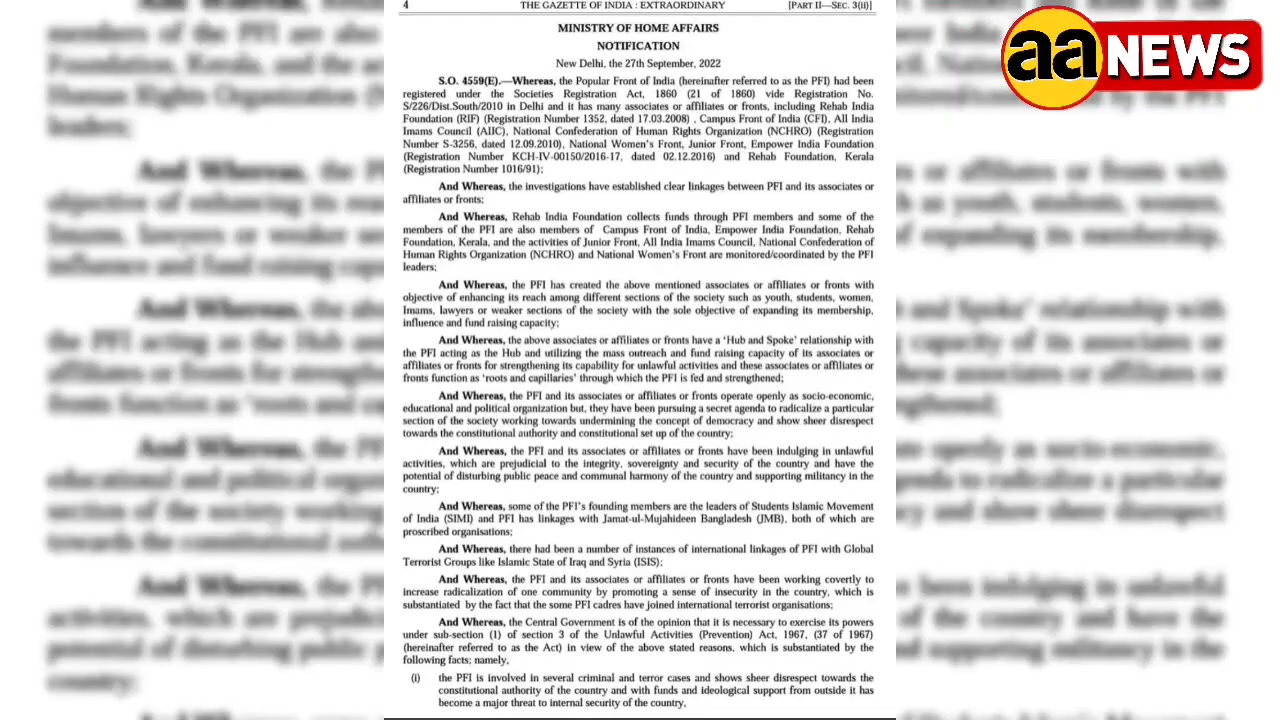 4 THE GAZETTE OF INDIA : EXTRAORDINARY [PART II—SEC. 3(ii)]
aa NEWS
MINISTRY OF HOME AFFAIRS
NOTIFICATION
New Delhi, the 27th September, 2022
S.O. 4559(E).—Whereas, the Popular Front of India (hereinafter referred to as the PFI) had been
registered under the Societies Registration Act, 1860 (21 of 1860) vide Registration No.
S/226/Dist.South/2010 in Delhi and it has many associates or affiliates or fronts, including Rehab India
Foundation (RIF) (Registration Number 1352, dated 17.03.2008) , Campus Front of India (CFI), All India
Imams Council (AIIC), National Confederation of Human Rights Organization (NCHRO) (Registration
Number S-3256, dated 12.09.2010), National Women's Front, Junior Front, Empower India Foundation
(Registration Number KCH-IV-00150/2016-17, dated 02.12.2016) and Rehab Foundation, Kerala
(Registration Number 1016/91);
And Whereas, the investigations have established clear linkages between PFI and its associates or
affiliates or fronts;
And Whereas, Rehab India Foundation collects funds through PFI members and some of the
members of the PFI are also members of Campus Front of India, Empower India Foundation, Rehab
Foundation, Kerala, and the activities of Junior Front, All India Imams Council, National Confederation of
Human Rights Organization (NCHRO) and National Women's Front are monitored/coordinated by the PFI
leaders;
And Whereas, the PFI has created the above mentioned associates or affiliates or fronts with
objective of enhancing its reach among different sections of the society such as youth, students, women,
Imams, lawyers or weaker sections of the society with the sole objective of expanding its membership,
influence and fund raising capacity;
And Whereas, the above associates or affiliates or fronts have a 'Hub and Spoke' relationship with
the PFI acting as the Hub and utilizing the mass outreach and fund raising capacity of its associates or
affiliates or fronts for strengthening its capability for unlawful activities and these associates or affiliates or
fronts function as 'roots and capillaries' through which the PFI is fed and strengthened;
And Whereas, the PFI and its associates or affiliates or fronts operate openly as socio-economic,
educational and political organization but, they have been pursuing a secret agenda to radicalize a particular
section of the society working towards undermining the concept of democracy and show sheer disrespect
towards the constitutional authority and constitutional set up of the country;
And Whereas, the PFI and its associates or affiliates or fronts have been indulging in unlawful
activities, which are prejudicial to the integrity, sovereignty and security of the country and have the
potential of disturbing public peace and communal harmony of the country and supporting militancy in the
country;
And Whereas, some of the PFI's founding members are the leaders of Students Islamic Movement
of India (SIMI) and PFI has linkages with Jamat-ul-Mujahideen Bangladesh (JMB), both of which are
proscribed organisations;
And Whereas, there had been a number of instances of international linkages of PFI with Global
Terrorist Groups like Islamic State of Iraq and Syria (ISIS);
And Whereas, the PFI and its associates or affiliates or fronts have been working covertly to
increase radicalization of one community by promoting a sense of insecurity in the country, which is
substantiated by the fact that the some PFI cadres have joined international terrorist organisations;
And Whereas, the Central Government is of the opinion that it is necessary to exercise its powers
under sub-section (1) of section 3 of the Unlawful Activities (Prevention) Act, 1967, (37 of 1967)
(hereinafter referred to as the Act) in view of the above stated reasons, which is substantiated by the
following facts; namely,
(i) the PFI is involved in several criminal and terror cases and shows sheer disrespect towards the
constitutional authority of the country and with funds and ideological support from outside it has
become a major threat to internal security of the country,